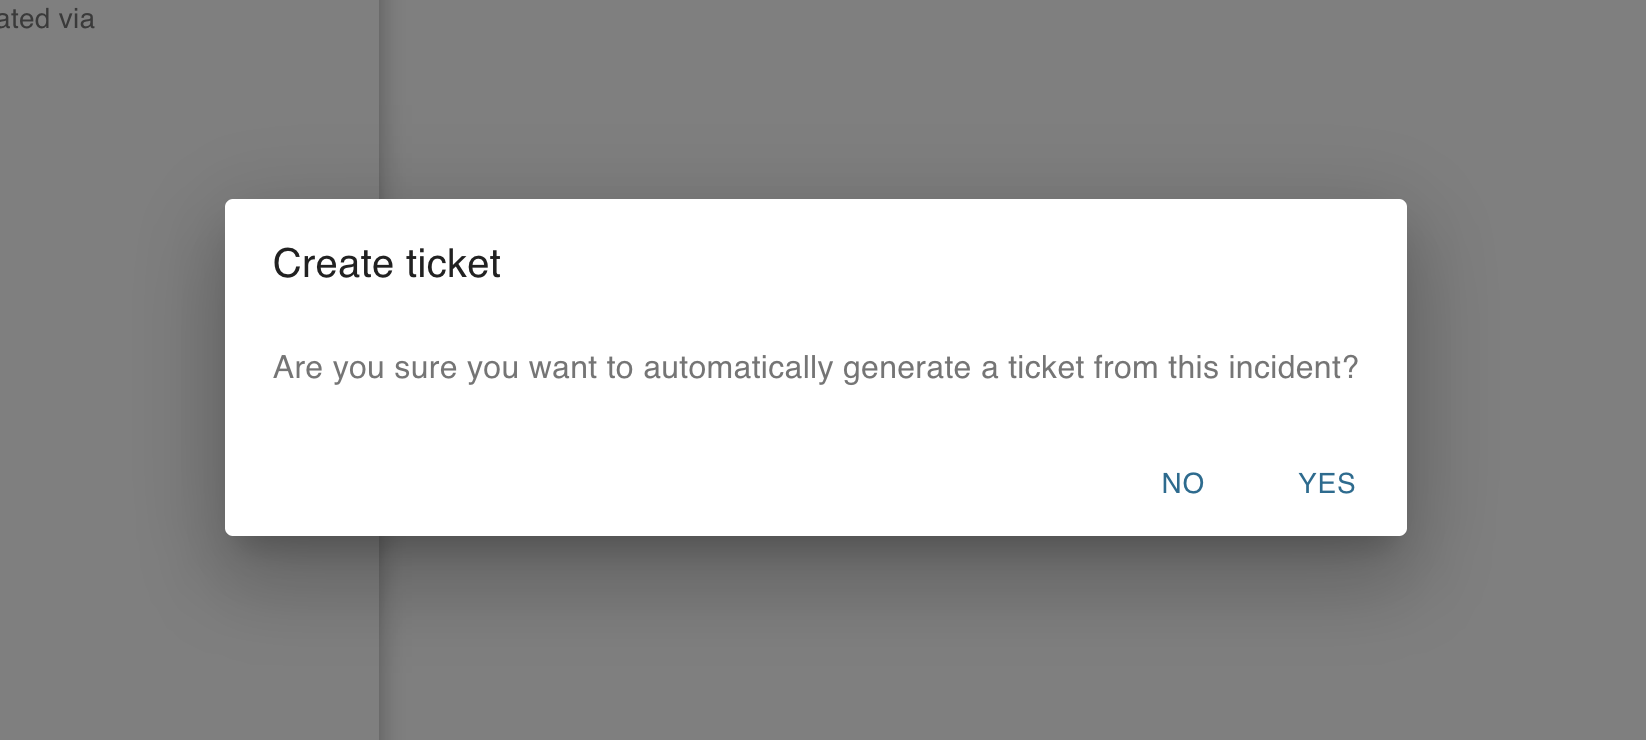 ated via
Create ticket
Are you sure you want to automatically generate a ticket from this incident?
NO
YES